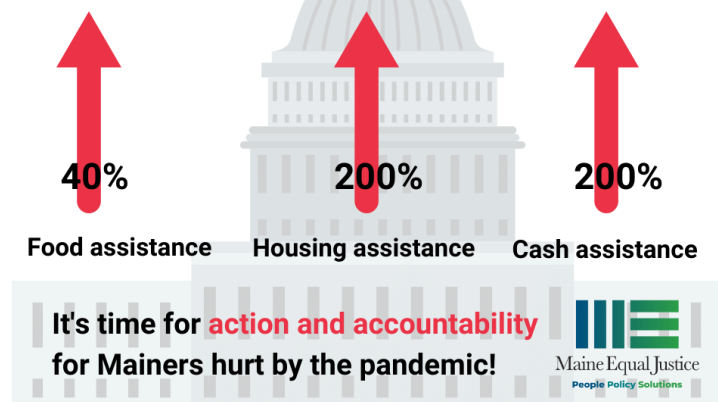 40%
200%
200%
Food assistance
Housing assistance
Cash assistance
It's time for action and accountability
for Mainers hurt by the pandemic!
Maine Equal Justice
People Policy Solutions